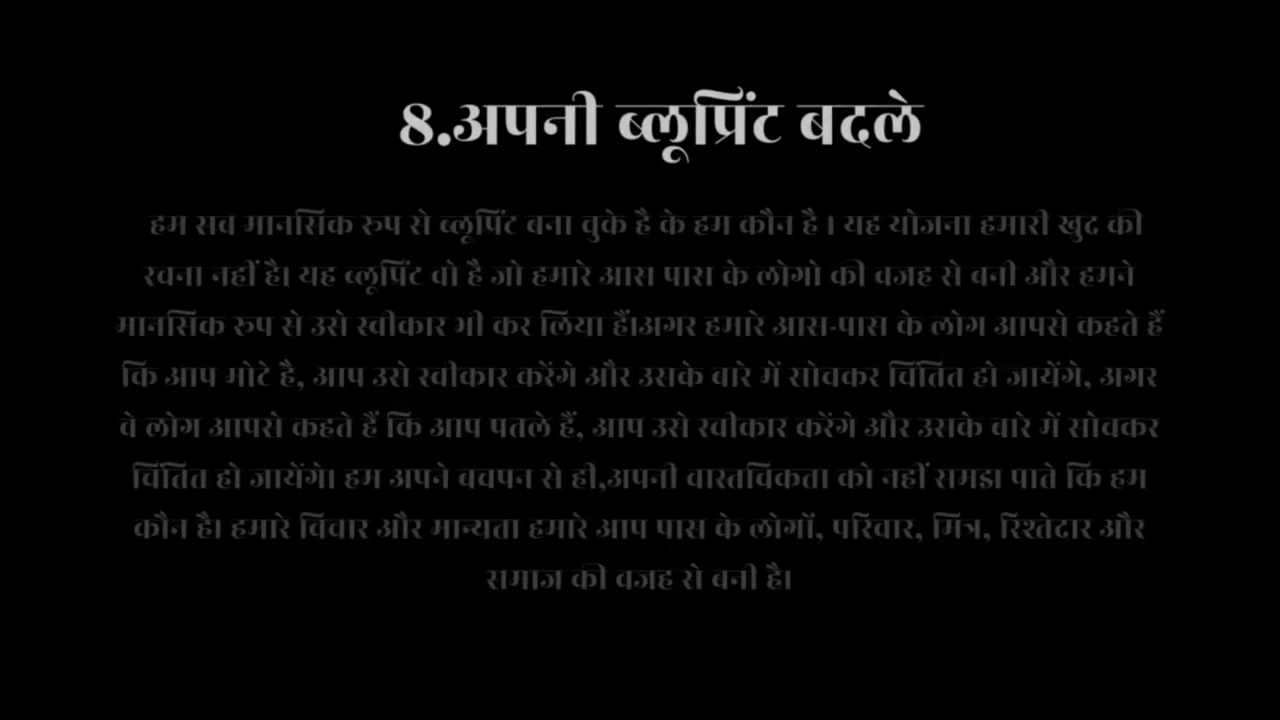 8.अपनी ब्लूप्रिंट बदले
हम सब मानसिक रूप से ब्लूप्रिंट बना चुके है के हम कौन है । यह योजना हमारी खुद की
रचना नहीं है। यह ब्लूप्रिंट वो है जो हमारे आस पास के लोगो की वजह से बनी और हमने
मानसिक रूप से उसे स्वीकार भी कर लिया हैं।अगर हमारे आस-पास के लोग आपसे कहते हैं
कि आप मोटे है, आप उसे स्वीकार करेंगे और उसके बारे में सोचकर चिंतित हो जायेंगे, अगर
वे लोग आपसे कहते हैं कि आप पतले हैं, आप उसे स्वीकार करेंगे और उसके बारे में सोचकर
चिंतित हो जायेंगे। हम अपने बचपन से ही,अपनी वास्तविकता को नहीं समझ पाते कि हम
कौन है। हमारे विचार और मान्यता हमारे आप पास के लोगों, परिवार, मित्र, रिश्तेदार और
समाज की वजह से बनी है।